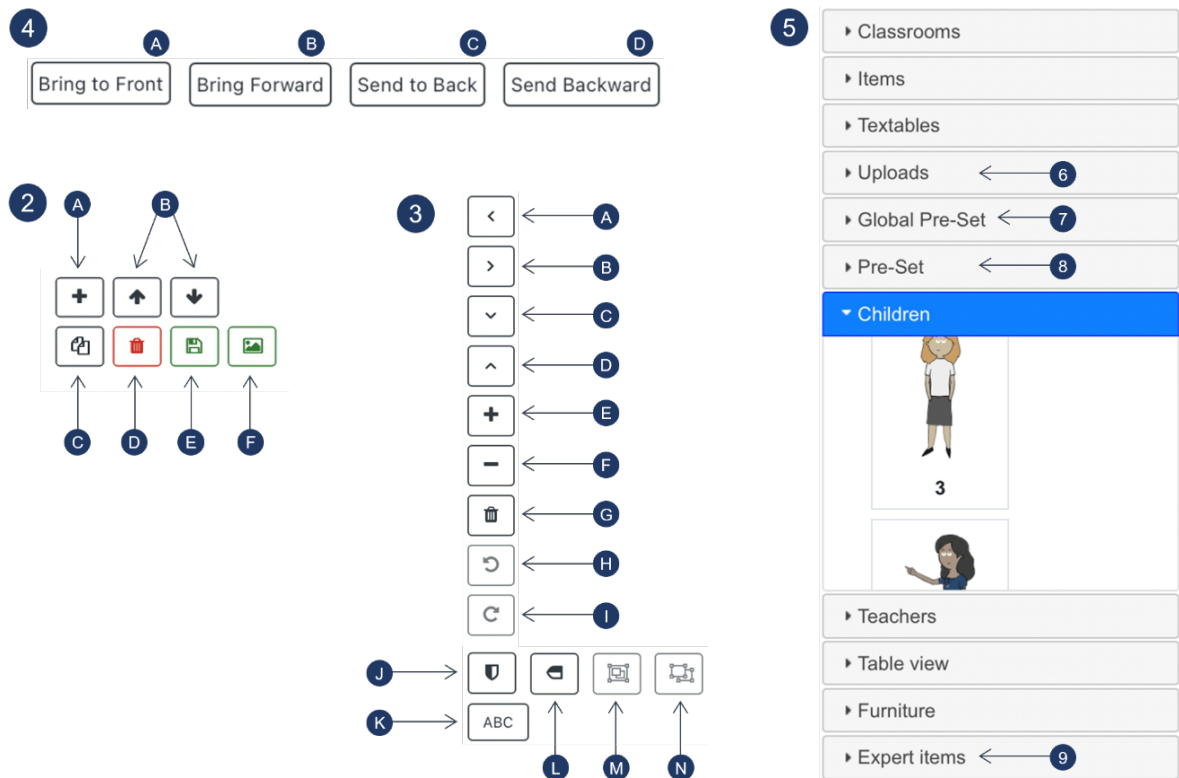 4
A B C D
Bring to Front Bring Forward Send to Back Send Backward
2
A B
C D E F
3
A
B
C
D
E
F
G
H
I
J
K ABC
L M N
5
Classrooms
Items
Textables
Uploads 6
Global Pre-Set 7
Pre-Set 8
Children
3
Teachers
Table view
Furniture
Expert items 9